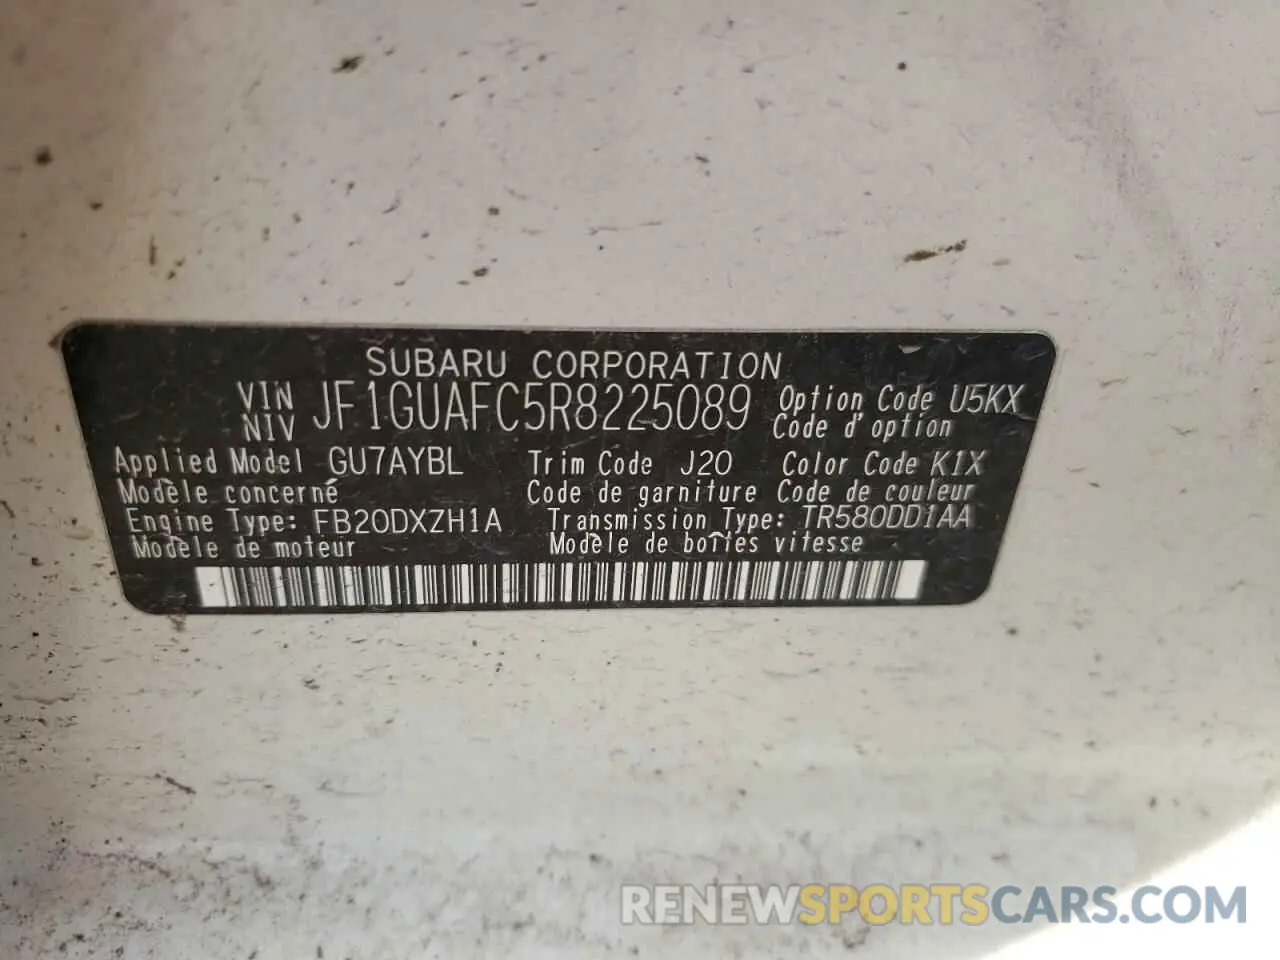 SUBARU CORPORATION
VIN JF1GUAFC5R8225089 Option Code U5KX
NIV Code d'option
Applied Model GU7AYBL Trim Code J20 Color Code K1X
Modèle concerné Code de garniture Code de couleur
Engine Type: FB20DXZH1A Transmission Type: TR580DD1AA
Modèle de moteur Modèle de boîtes vitesse
RENEWSPORTSCARS.COM